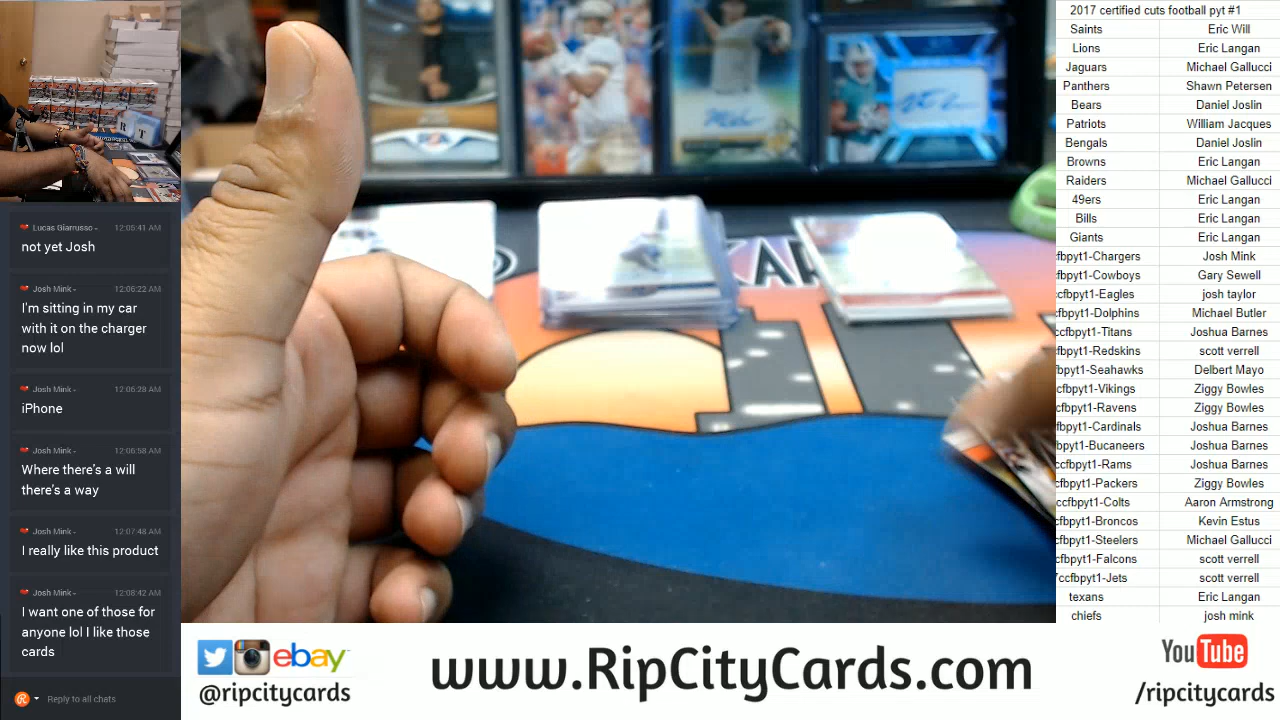 Lucas Giarrusso - 12:05:41 AM
not yet Josh
Josh Mink - 12:06:22 AM
I'm sitting in my car
with it on the charger
now lol
Josh Mink - 12:06:28 AM
iPhone
Josh Mink - 12:06:58 AM
Where there's a will
there's a way
Josh Mink - 12:07:48 AM
I really like this product
Josh Mink - 12:08:42 AM
I want one of those for
anyone lol I like those
cards
Reply to all chats
2017 certified cuts football pyt #1
Saints Eric Will
Lions Eric Langan
Jaguars Michael Gallucci
Panthers Shawn Petersen
Bears Daniel Joslin
Patriots William Jacques
Bengals Daniel Joslin
Browns Eric Langan
Raiders Michael Gallucci
49ers Eric Langan
Bills Eric Langan
Giants Eric Langan
cfbpyt1-Chargers Josh Mink
cfbpyt1-Cowboys Gary Sewell
ccfbpyt1-Eagles josh taylor
cfbpyt1-Dolphins Michael Butler
ccfbpyt1-Titans Joshua Barnes
cfbpyt1-Redskins scott verrell
cfbpyt1-Seahawks Delbert Mayo
ccfbpyt1-Vikings Ziggy Bowles
ccfbpyt1-Ravens Ziggy Bowles
cfbpyt1-Cardinals Joshua Barnes
fbpyt1-Bucaneers Joshua Barnes
ccfbpyt1-Rams Joshua Barnes
cfbpyt1-Packers Ziggy Bowles
ccfbpyt1-Colts Aaron Armstrong
cfbpyt1-Broncos Kevin Estus
cfbpyt1-Steelers Michael Gallucci
cfbpyt1-Falcons scott verrell
7ccfbpyt1-Jets scott verrell
texans Eric Langan
chiefs josh mink
ebay
@ripcitycards
www.RipCityCards.com
YouTube
/ripcitycards